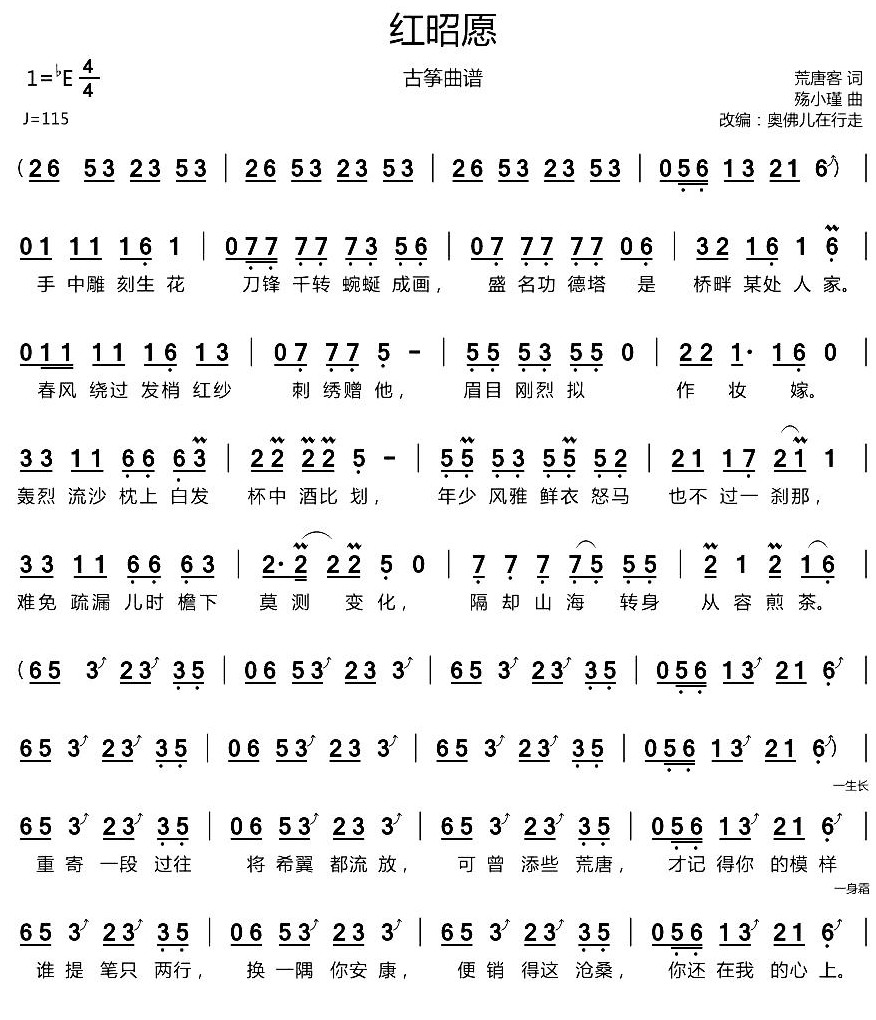 红昭愿
1=♭E 4/4
古筝曲谱
荒唐客 词
殇小瑾 曲
J=115
改编：奥佛儿在行走
(26 53 23 53 | 26 53 23 53 | 26 53 23 53 | 056 13 21 6) |
01 11 16 1 | 077 77 73 56 | 07 77 77 06 | 32 16 1 6 |
手 中雕 刻生 花 刀锋 千转 蜿蜒 成画， 盛 名功 德塔 是 桥畔 某处 人 家。
011 11 16 13 | 07 77 5 - | 55 53 55 0 | 22 1· 16 0 |
春风 绕过 发梢 红纱 刺 绣赠 他， 眉目 刚烈 拟 作 妆 嫁。
33 11 66 63 | 22 22 5 - | 55 53 55 52 | 21 17 21 1 |
轰烈 流沙 枕上 白发 杯中 酒比 划， 年少 风雅 鲜衣 怒马 也不 过一 刹那，
33 11 66 63 | 2·2 22 5 0 | 7 7 7 75 55 | 2 1 2 16 |
难免 疏漏 儿时 檐下 莫测 变化， 隔 却 山 海 转身 从 容 煎 茶。
(65 3 23 35 | 06 53 23 3 | 65 3 23 35 | 056 13 21 6 |
65 3 23 35 | 06 53 23 3 | 65 3 23 35 | 056 13 21 6) |
一生长
65 3 23 35 | 06 53 23 3 | 65 3 23 35 | 056 13 21 6 |
重 寄 一段 过往 将 希翼 都流 放， 可 曾 添些 荒唐， 才记 得你 的模 样
一身霜
65 3 23 35 | 06 53 23 3 | 65 3 23 35 | 056 13 21 6 |
谁 提 笔只 两行， 换 一隅 你安 康， 便 销 得这 沧桑， 你还 在我 的心 上。